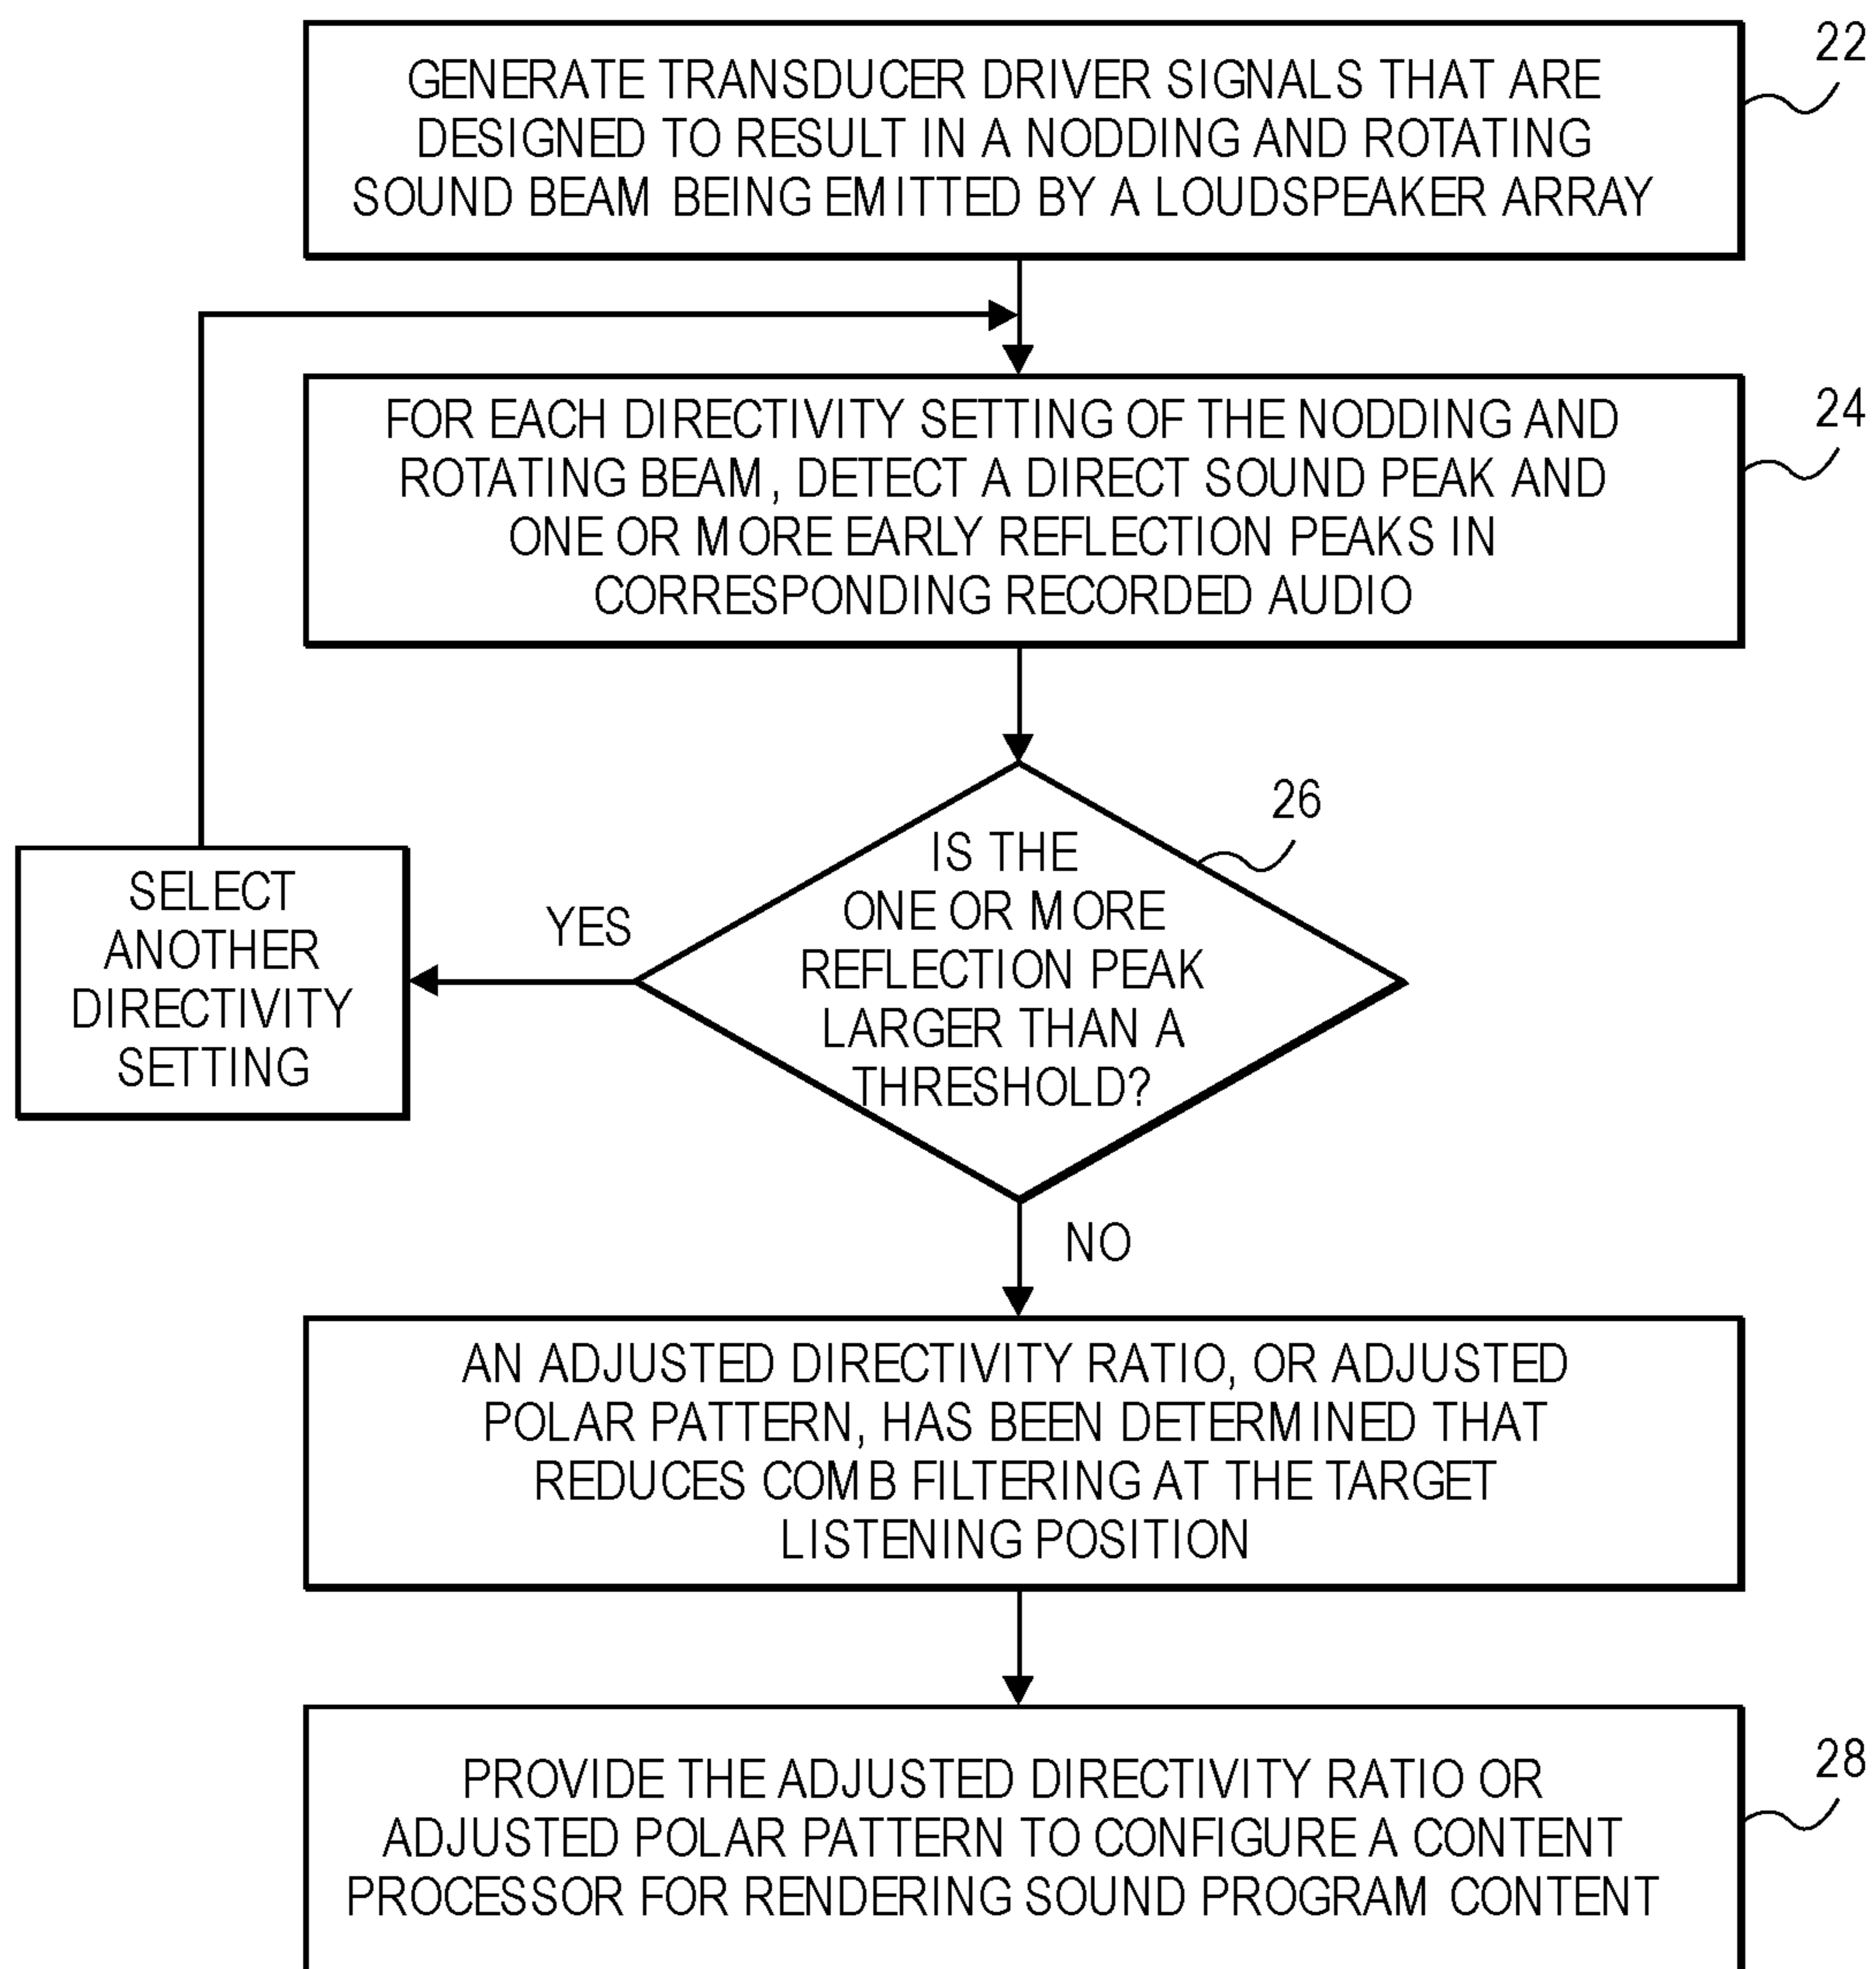 22
GENERATE TRANSDUCER DRIVER SIGNALS THAT ARE
DESIGNED TO RESULT IN A NODDING AND ROTATING
SOUND BEAM BEING EMITTED BY A LOUDSPEAKER ARRAY
24
FOR EACH DIRECTIVITY SETTING OF THE NODDING AND
ROTATING BEAM, DETECT A DIRECT SOUND PEAK AND
ONE OR MORE EARLY REFLECTION PEAKS IN
CORRESPONDING RECORDED AUDIO
26
IS THE
ONE OR MORE
REFLECTION PEAK
LARGER THAN A
THRESHOLD?
YES
SELECT
ANOTHER
DIRECTIVITY
SETTING
NO
AN ADJUSTED DIRECTIVITY RATIO, OR ADJUSTED
POLAR PATTERN, HAS BEEN DETERMINED THAT
REDUCES COMB FILTERING AT THE TARGET
LISTENING POSITION
28
PROVIDE THE ADJUSTED DIRECTIVITY RATIO OR
ADJUSTED POLAR PATTERN TO CONFIGURE A CONTENT
PROCESSOR FOR RENDERING SOUND PROGRAM CONTENT